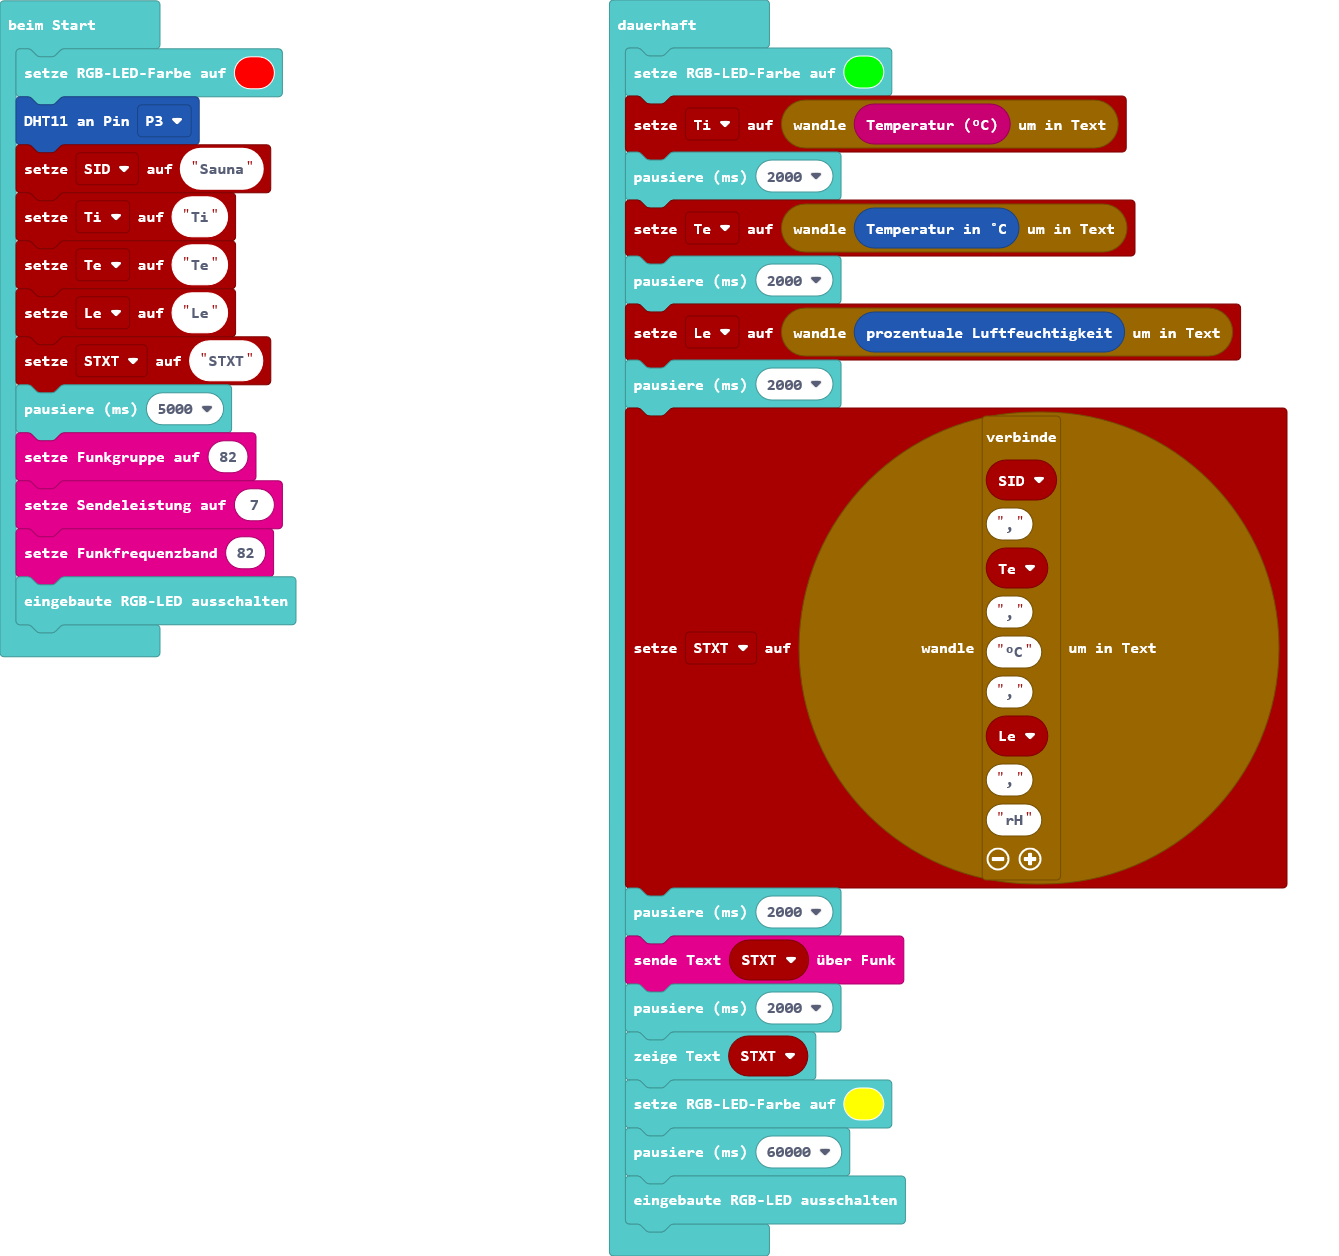 beim Start
setze RGB-LED-Farbe auf
DHT11 an Pin P3
setze SID auf "Sauna"
setze Ti auf "Ti"
setze Te auf "Te"
setze Le auf "Le"
setze STXT auf "STXT"
pausiere (ms) 5000
setze Funkgruppe auf 82
setze Sendeleistung auf 7
setze Funkfrequenzband 82
eingebaute RGB-LED ausschalten
dauerhaft
setze RGB-LED-Farbe auf
setze Ti auf wandle Temperatur (ºC) um in Text
pausiere (ms) 2000
setze Te auf wandle Temperatur in °C um in Text
pausiere (ms) 2000
setze Le auf wandle prozentuale Luftfeuchtigkeit um in Text
pausiere (ms) 2000
setze STXT auf wandle
verbinde
SID
","
Te
","
"ºC"
","
Le
","
"rH"
um in Text
pausiere (ms) 2000
sende Text STXT über Funk
pausiere (ms) 2000
zeige Text STXT
setze RGB-LED-Farbe auf
pausiere (ms) 60000
eingebaute RGB-LED ausschalten